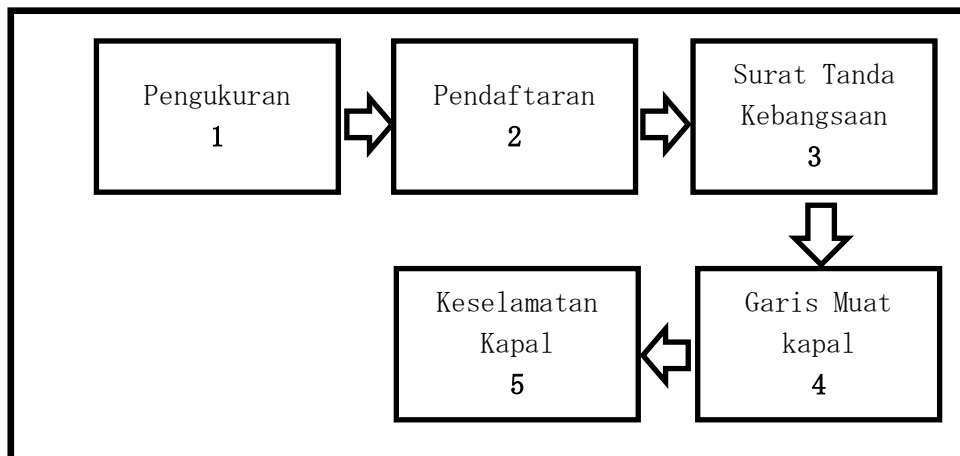 Pengukuran
1
Pendaftaran
2
Surat Tanda
Kebangsaan
3
Garis Muat
kapal
4
Keselamatan
Kapal
5